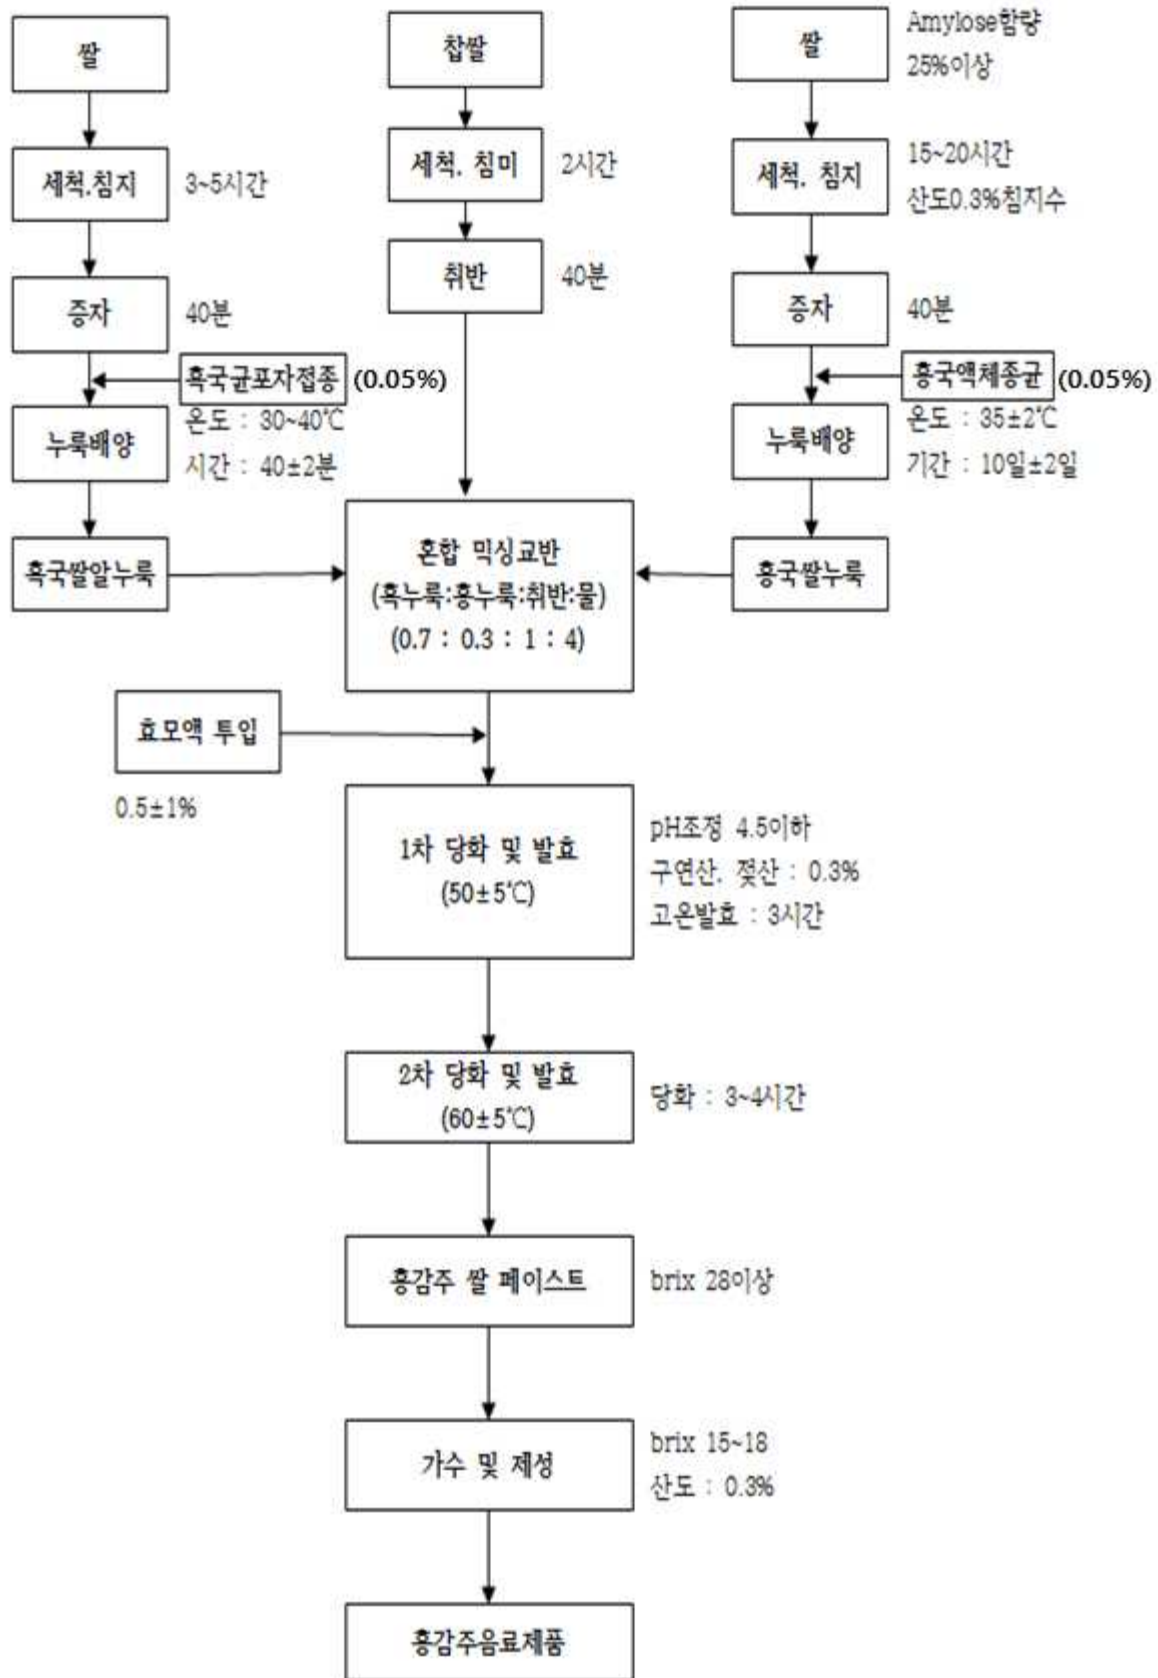 쌀
세척.침지
3~5시간
증자
40분
흑국균포자접종 (0.05%)
온도 : 30~40℃
시간 : 40±2분
누룩배양
흑국쌀알누룩
찹쌀
세척. 침미
2시간
취반
40분
쌀
Amylose함량
25%이상
세척. 침지
15~20시간
산도0.3%침지수
증자
40분
홍국액체종균 (0.05%)
온도 : 35±2℃
기간 : 10일±2일
누룩배양
홍국쌀누룩
혼합 믹싱교반
(흑누룩:홍누룩:취반:물)
(0.7 : 0.3 : 1 : 4)
효모액 투입
0.5±1%
1차 당화 및 발효
(50±5℃)
pH조정 4.5이하
구연산. 젖산 : 0.3%
고온발효 : 3시간
2차 당화 및 발효
(60±5℃)
당화 : 3~4시간
홍감주 쌀 페이스트
brix 28이상
가수 및 제성
brix 15~18
산도 : 0.3%
홍감주음료제품